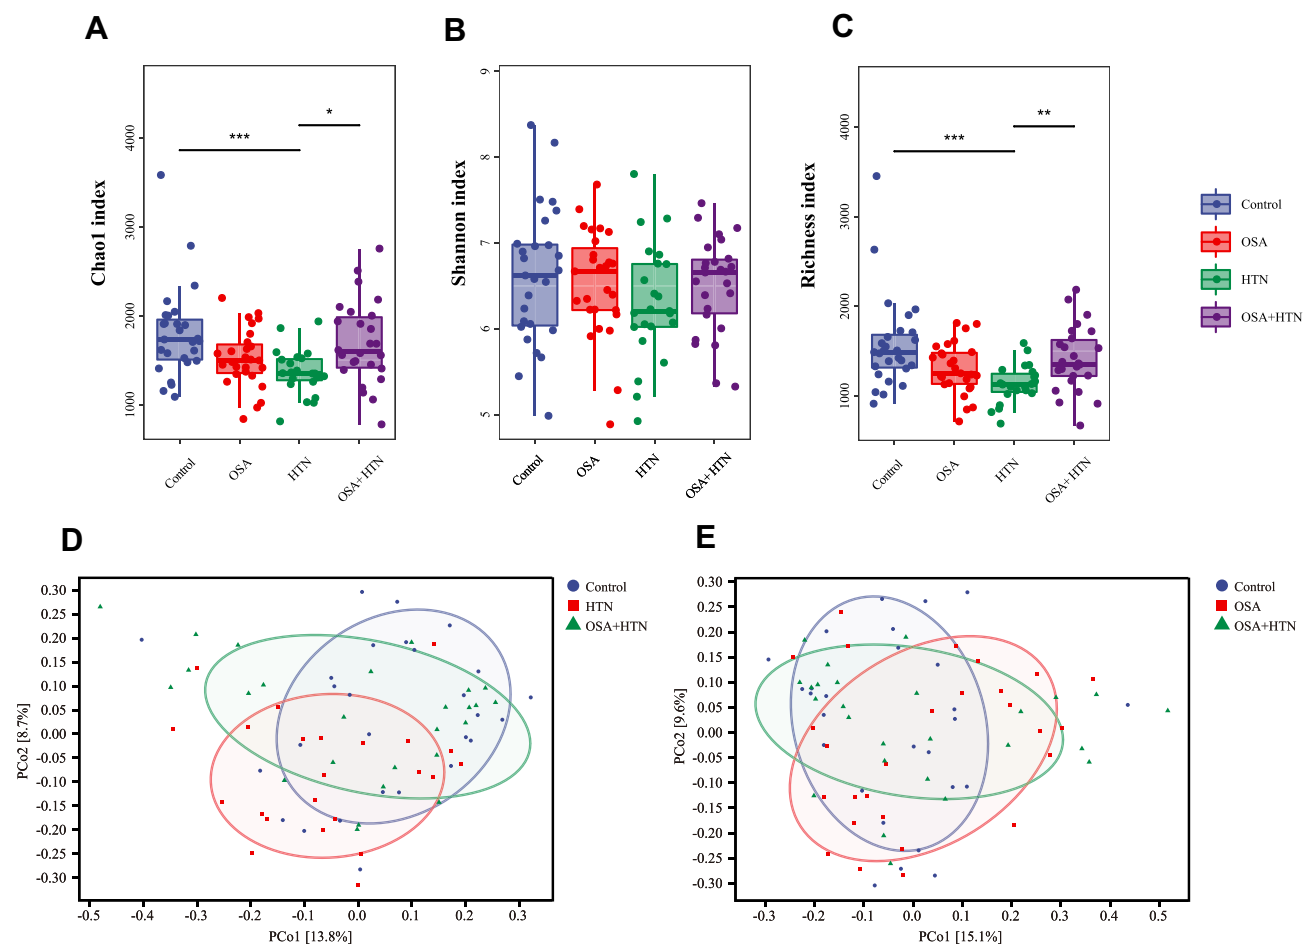 A
B
C
Chao1 index
4000
3000
2000
1000
***
*
Control
OSA
HTN
OSA+HTN
Shannon index
9
8
7
6
5
Control
OSA
HTN
OSA+HTN
Richness index
4000
3000
2000
1000
***
**
Control
OSA
HTN
OSA+HTN
Control
OSA
HTN
OSA+HTN
D
E
PCo2 [8.7%]
0.30
0.25
0.20
0.15
0.10
0.05
0.00
-0.05
-0.10
-0.15
-0.20
-0.25
-0.30
-0.5
-0.4
-0.3
-0.2
-0.1
0.0
0.1
0.2
0.3
PCo1 [13.8%]
Control
HTN
OSA+HTN
PCo2 [9.6%]
0.30
0.25
0.20
0.15
0.10
0.05
0.00
-0.05
-0.10
-0.15
-0.20
-0.25
-0.30
-0.3
-0.2
-0.1
0.0
0.1
0.2
0.3
0.4
0.5
PCo1 [15.1%]
Control
OSA
OSA+HTN